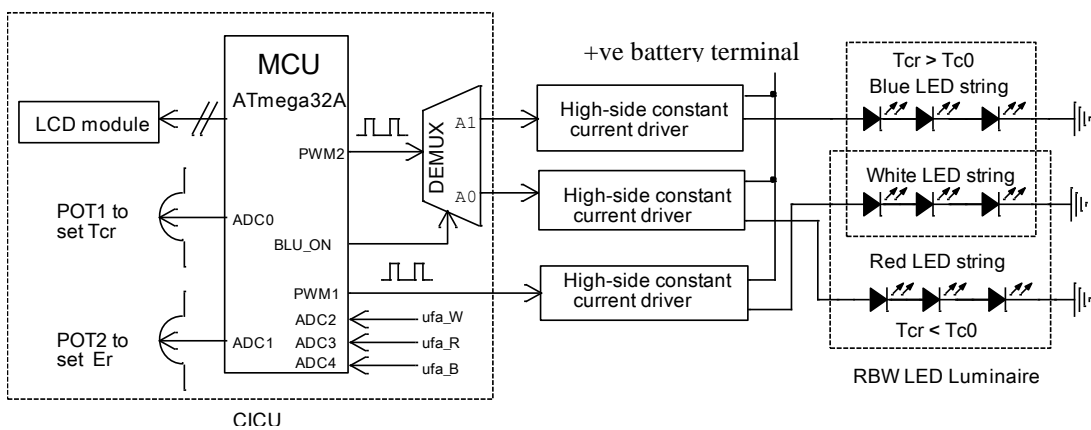 +ve battery terminal
MCU
ATmega32A
LCD module
PWM2
DEMUX
A1
A0
High-side constant
current driver
Tcr > Tc0
Blue LED string
POT1 to
set Tcr
ADC0
BLU_ON
High-side constant
current driver
White LED string
PWM1
High-side constant
current driver
Red LED string
Tcr < Tc0
POT2 to
set Er
ADC1
ADC2
ufa_W
ADC3
ufa_R
ADC4
ufa_B
RBW LED Luminaire
CICU